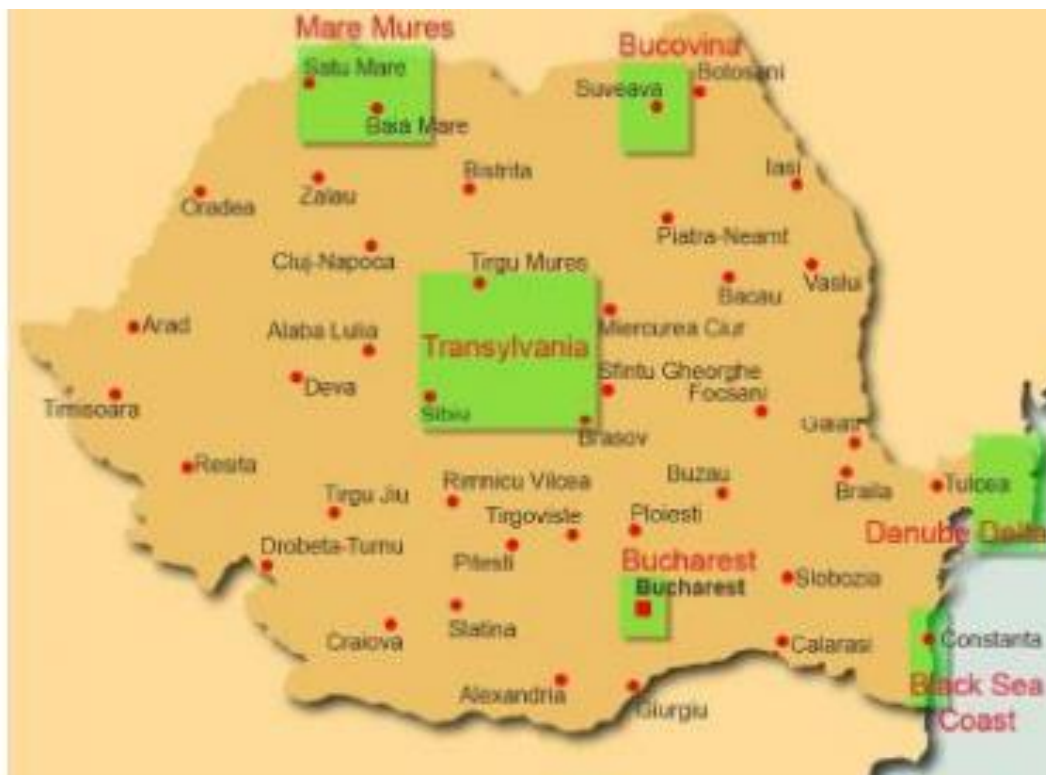 Mare Mures
Bucovina
Satu Mare
Botosani
Suveava
Baia Mare
Bistrita
Iasi
Zalau
Oradea
Piatra-Neamt
Cluj-Napoca
Tirgu Mures
Vaslui
Bacau
Arad
Alaba Lulia
Miercurea Ciur
Transylvania
Sfintu Gheorghe
Deva
Focsani
Timisoara
Sibiu
Galati
Brasov
Resita
Rimnicu Vilcea
Buzau
Braila
Tulcea
Tirgu Jiu
Tirgoviste
Ploiesti
Danube Delta
Drobeta-Turnu
Pitesti
Bucharest
Bucharest
Slobozia
Craiova
Slatina
Calarasi
Constanta
Alexandria
Giurgiu
Black Sea
Coast